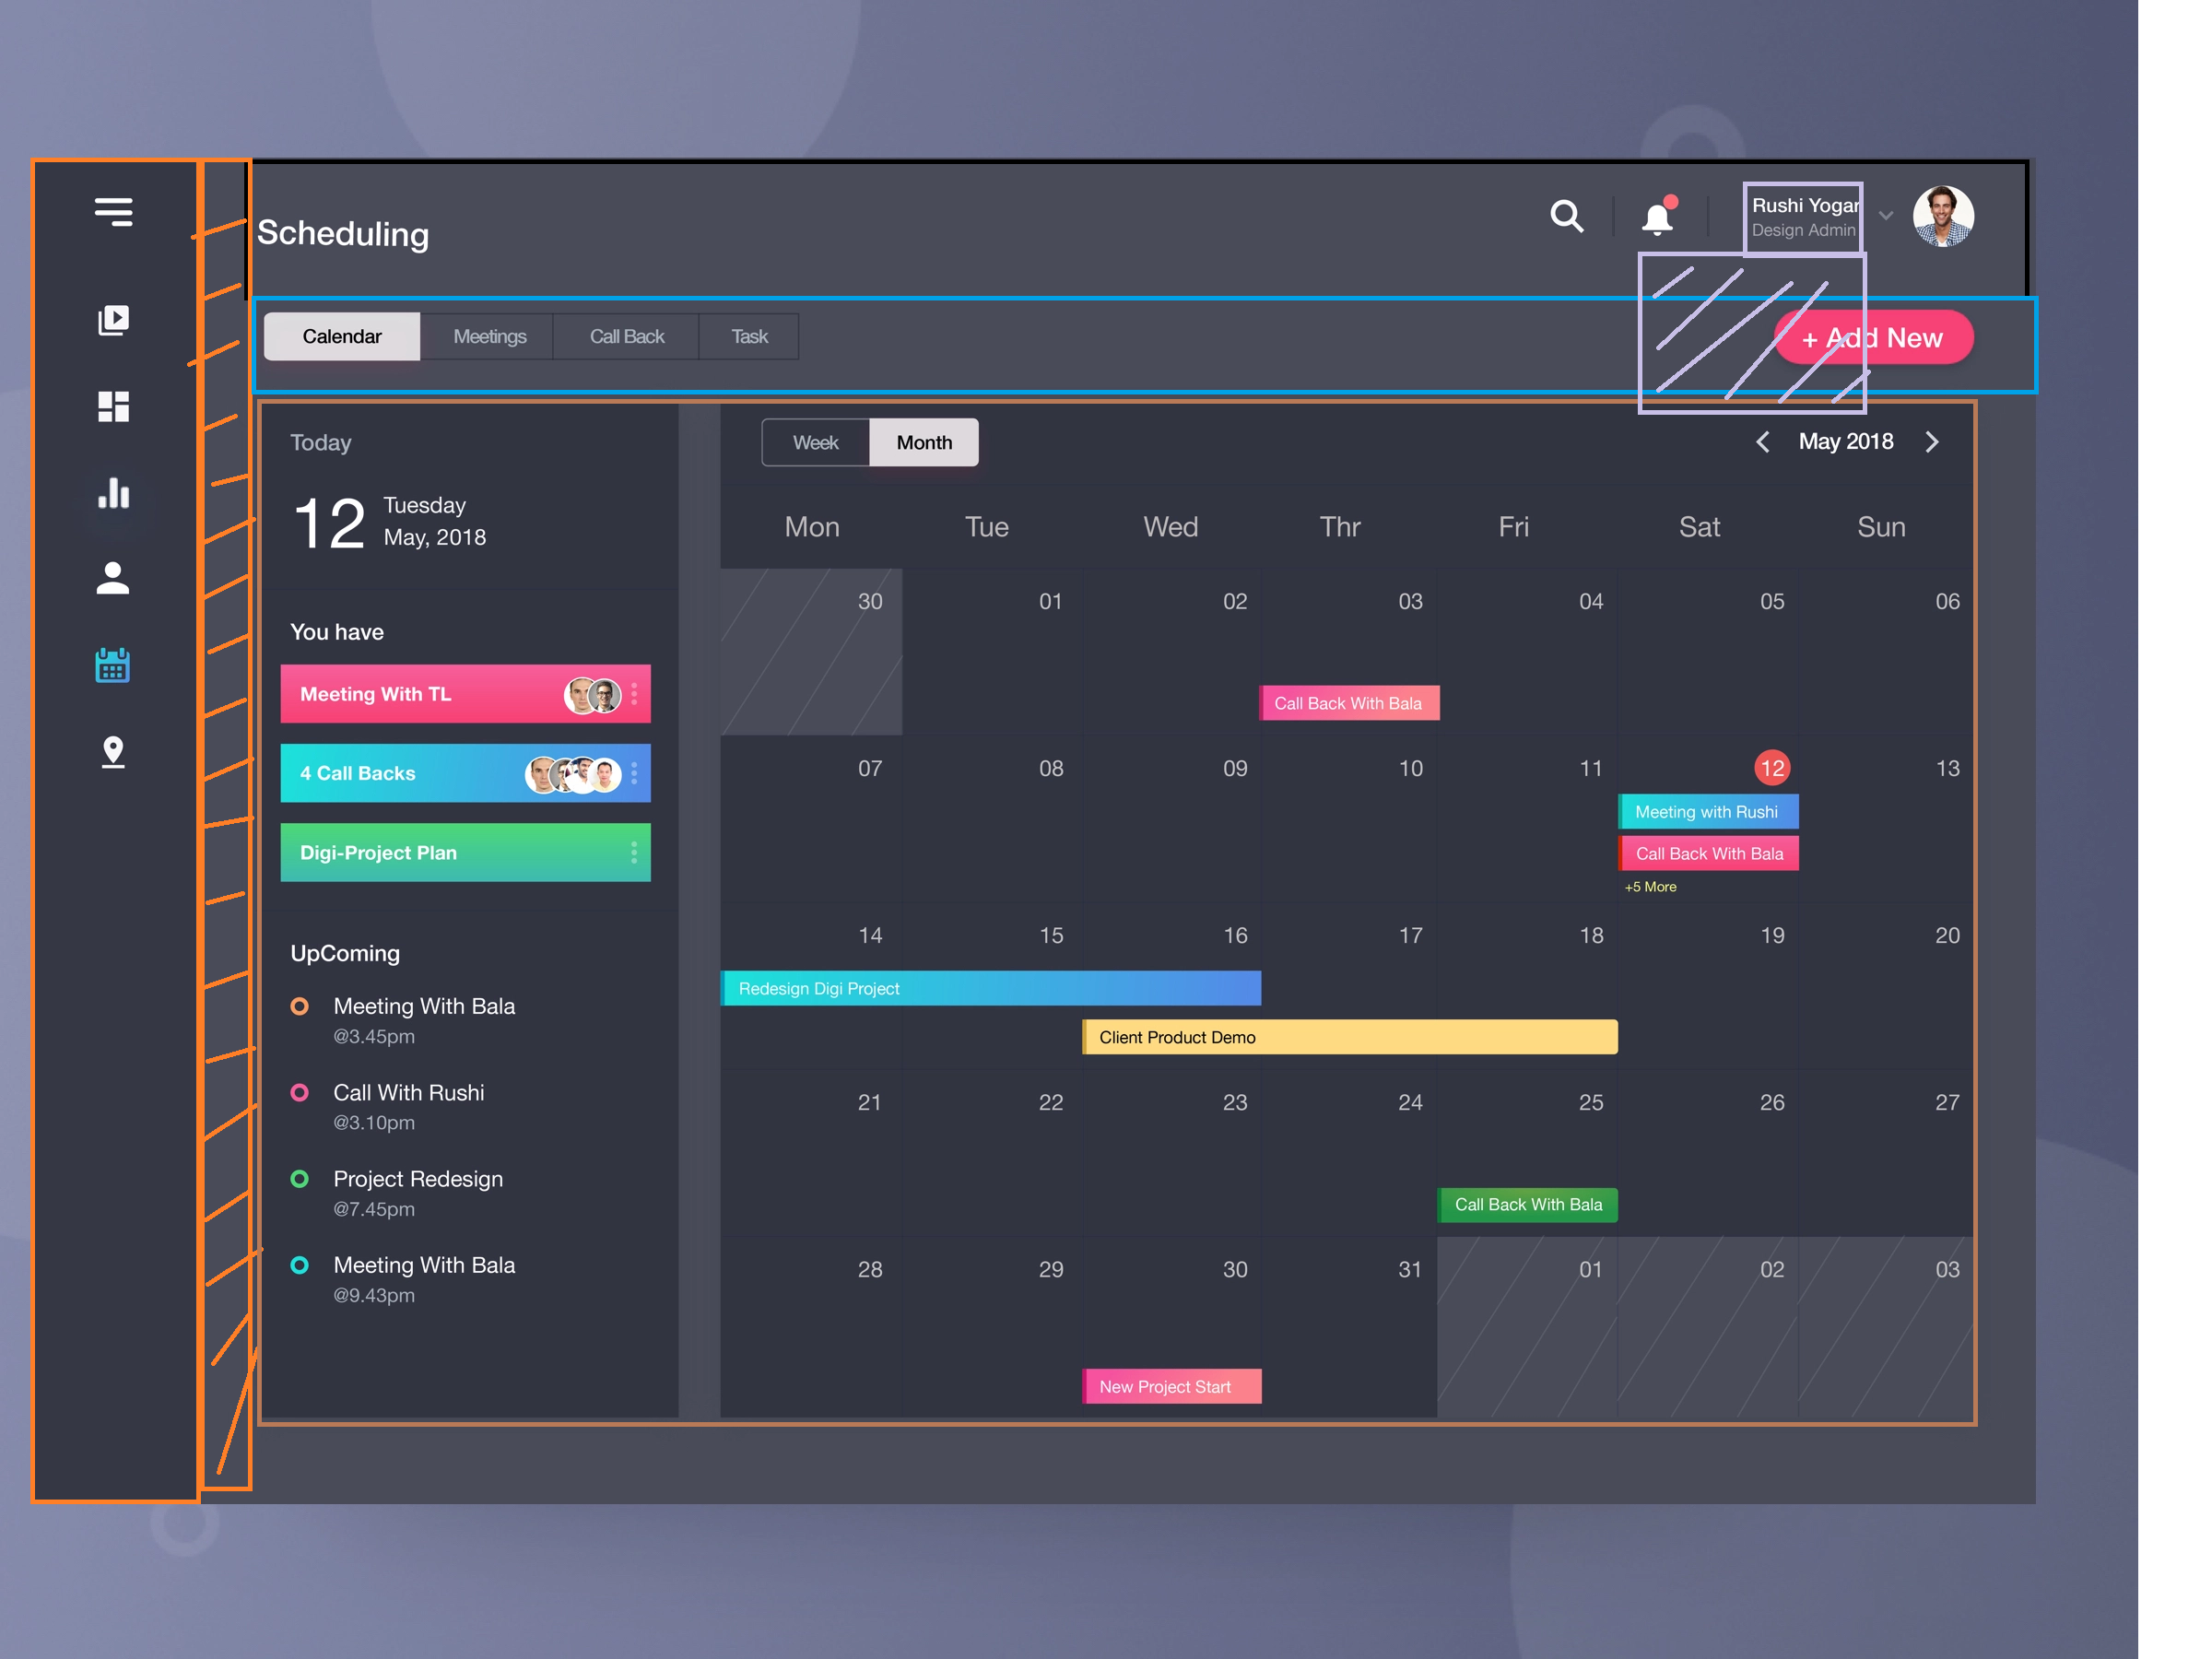 Scheduling
Rushi Yogar
Design Admin
Calendar
Meetings
Call Back
Task
+ Add New
Today
12
Tuesday
May, 2018
You have
Meeting With TL
4 Call Backs
Digi-Project Plan
UpComing
Meeting With Bala
@3.45pm
Call With Rushi
@3.10pm
Project Redesign
@7.45pm
Meeting With Bala
@9.43pm
Week
Month
May 2018
Mon Tue Wed Thr Fri Sat Sun
30 01 02 03 04 05 06
Call Back With Bala
07 08 09 10 11 12 13
Meeting with Rushi
Call Back With Bala
+5 More
14 15 16 17 18 19 20
Redesign Digi Project
Client Product Demo
21 22 23 24 25 26 27
Call Back With Bala
28 29 30 31 01 02 03
New Project Start